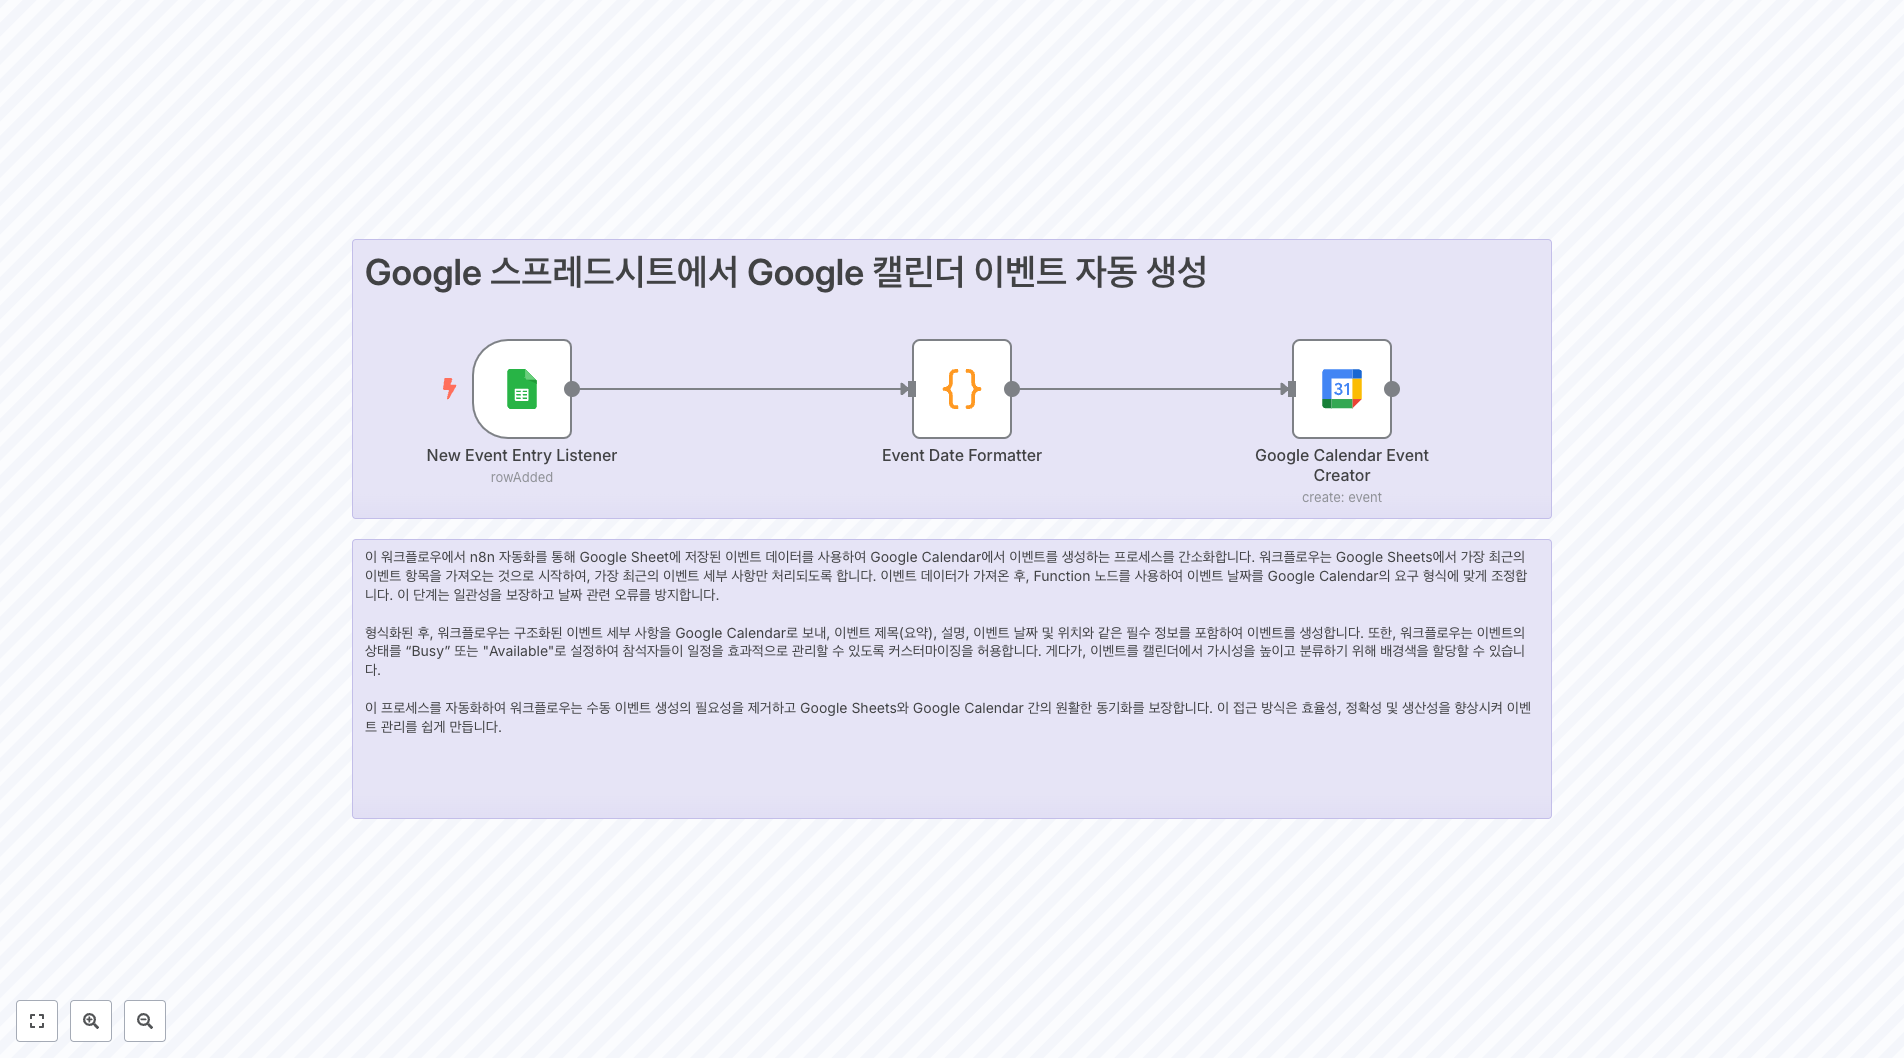 Google 스프레드시트에서 Google 캘린더 이벤트 자동 생성
31
New Event Entry Listener
rowAdded
Event Date Formatter
Google Calendar Event
Creator
create: event
이 워크플로우에서 n8n 자동화를 통해 Google Sheet에 저장된 이벤트 데이터를 사용하여 Google Calendar에서 이벤트를 생성하는 프로세스를 간소화합니다. 워크플로우는 Google Sheets에서 가장 최근의
이벤트 항목을 가져오는 것으로 시작하여, 가장 최근의 이벤트 세부 사항만 처리되도록 합니다. 이벤트 데이터가 가져온 후, Function 노드를 사용하여 이벤트 날짜를 Google Calendar의 요구 형식에 맞게 조정합
니다. 이 단계는 일관성을 보장하고 날짜 관련 오류를 방지합니다.
형식화된 후, 워크플로우는 구조화된 이벤트 세부 사항을 Google Calendar로 보내, 이벤트 제목(요약), 설명, 이벤트 날짜 및 위치와 같은 필수 정보를 포함하여 이벤트를 생성합니다. 또한, 워크플로우는 이벤트의
상태를 “Busy” 또는 "Available"로 설정하여 참석자들이 일정을 효과적으로 관리할 수 있도록 커스터마이징을 허용합니다. 게다가, 이벤트를 캘린더에서 가시성을 높이고 분류하기 위해 배경색을 할당할 수 있습니
다.
이 프로세스를 자동화하여 워크플로우는 수동 이벤트 생성의 필요성을 제거하고 Google Sheets와 Google Calendar 간의 원활한 동기화를 보장합니다. 이 접근 방식은 효율성, 정확성 및 생산성을 향상시켜 이벤
트 관리를 쉽게 만듭니다.